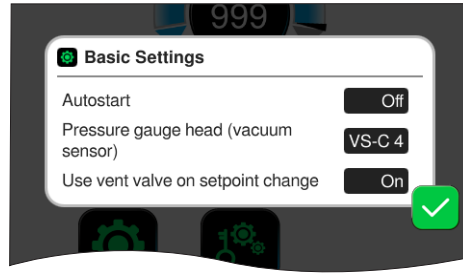 999
Basic Settings
Autostart Off
Pressure gauge head (vacuum
sensor) VS-C 4
Use vent valve on setpoint change On